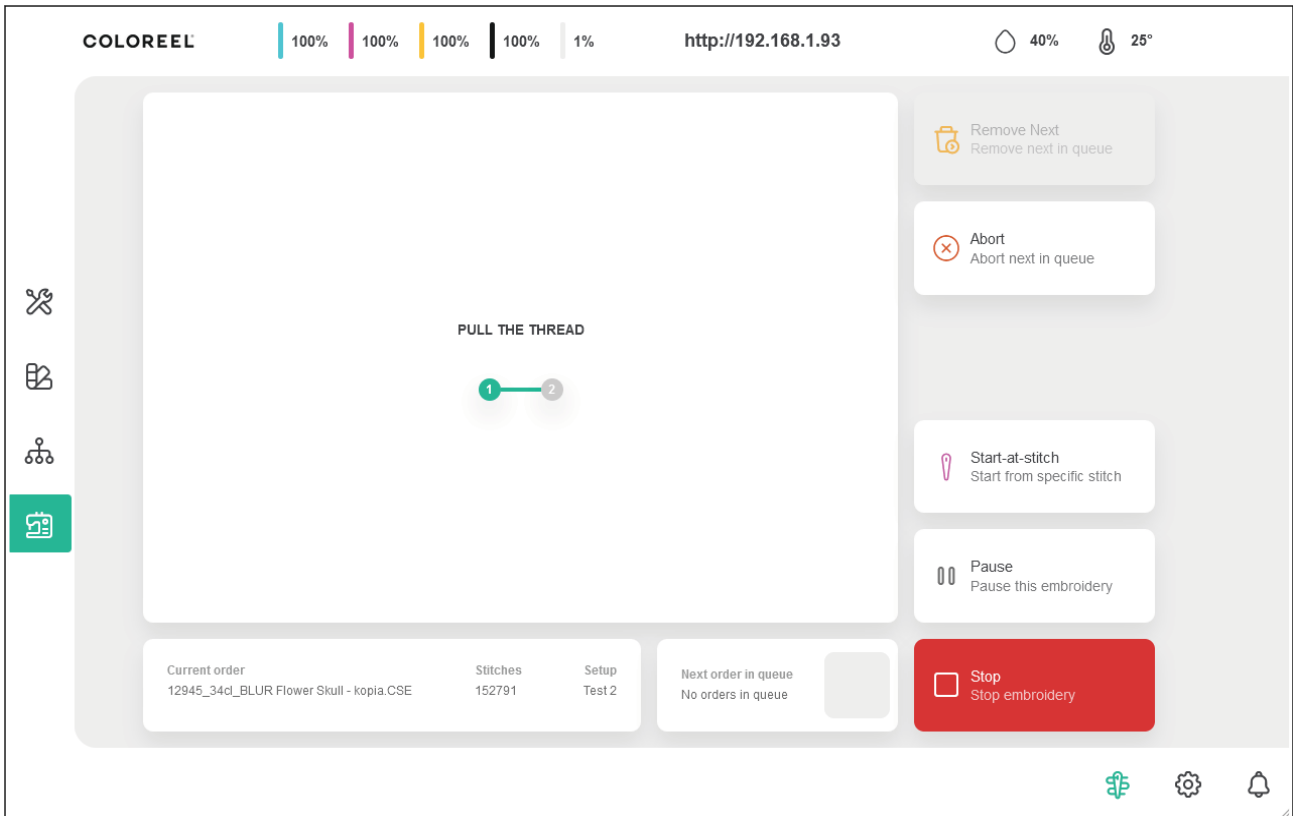 COLOREEL
100% 100% 100% 100% 1%
http://192.168.1.93
40% 25°
Remove Next
Remove next in queue
Abort
Abort next in queue
PULL THE THREAD
1 2
Start-at-stitch
Start from specific stitch
Pause
Pause this embroidery
Current order Stitches Setup
12945_34cl_BLUR Flower Skull - kopia.CSE 152791 Test 2
Next order in queue
No orders in queue
Stop
Stop embroidery